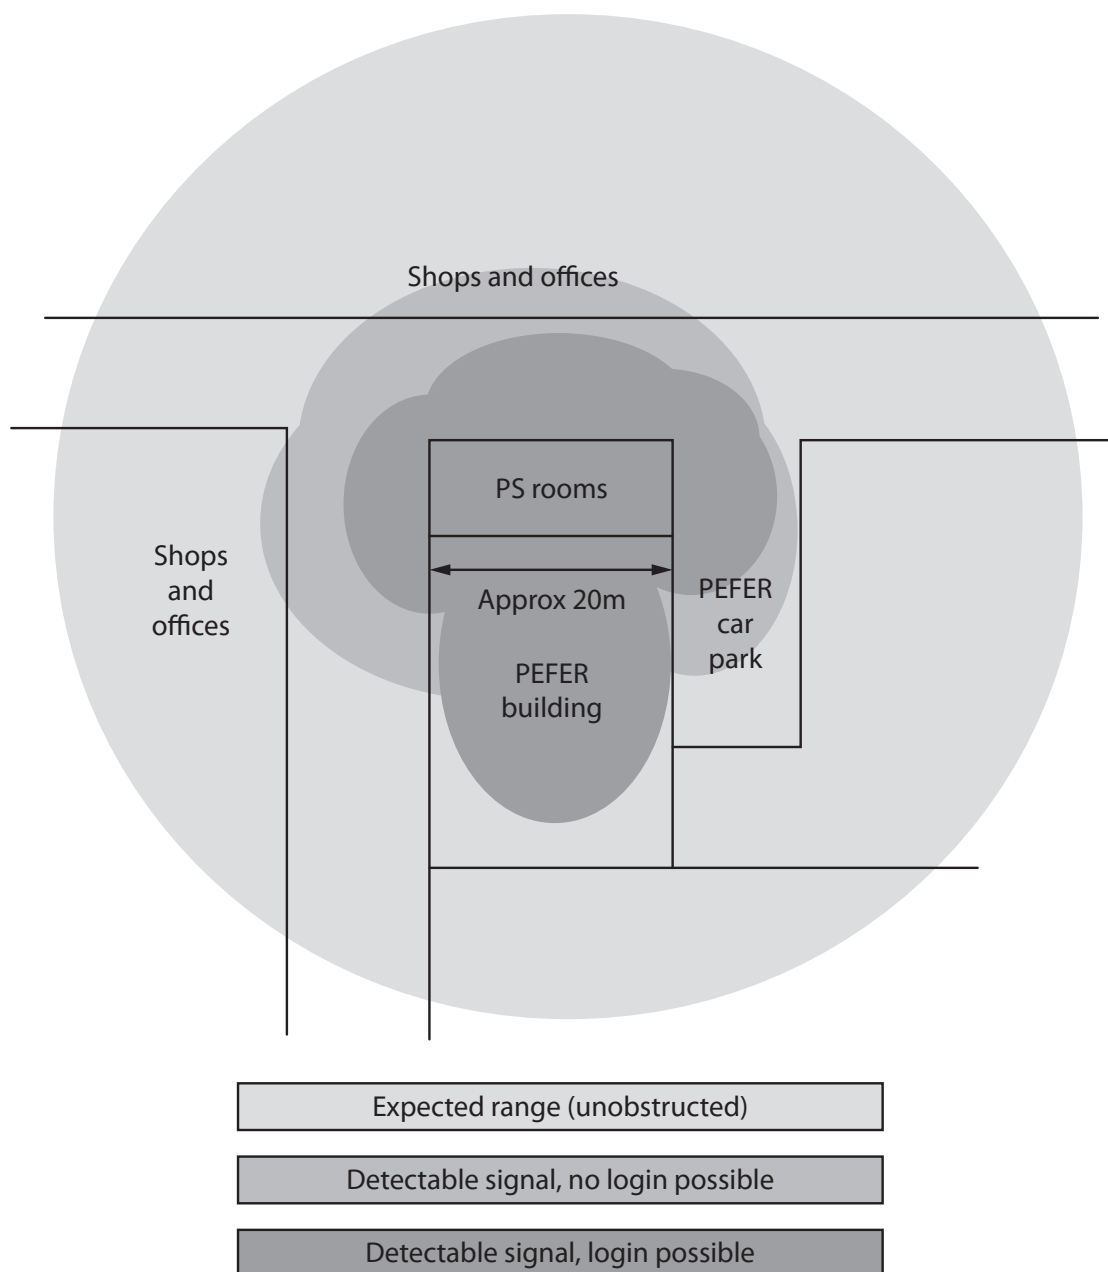 Shops and offices
PS rooms
Shops
and
offices
Approx 20m
PEFER
car
park
PEFER
building
Expected range (unobstructed)
Detectable signal, no login possible
Detectable signal, login possible